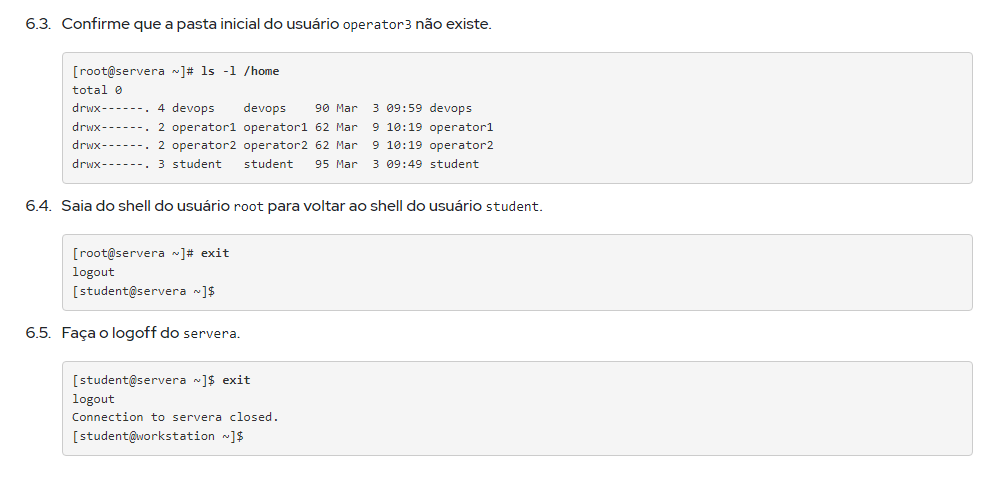 6.3. Confirme que a pasta inicial do usuário operator3 não existe.
[root@servera ~]# ls -l /home
total 0
drwx------. 4 devops    devops    90 Mar  3 09:59 devops
drwx------. 2 operator1 operator1 62 Mar  9 10:19 operator1
drwx------. 2 operator2 operator2 62 Mar  9 10:19 operator2
drwx------. 3 student   student   95 Mar  3 09:49 student
6.4. Saia do shell do usuário root para voltar ao shell do usuário student.
[root@servera ~]# exit
logout
[student@servera ~]$
6.5. Faça o logoff do servera.
[student@servera ~]$ exit
logout
Connection to servera closed.
[student@workstation ~]$